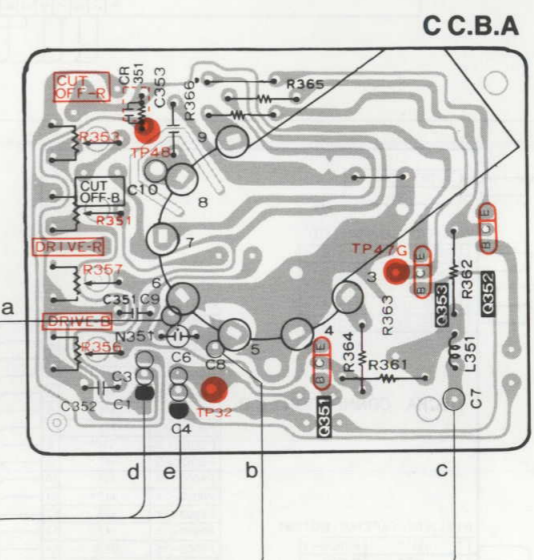 C C.B.A
CUT OFF-R
CR351
C353
R366
R365
R353
TP48
9
C10
8
CUT OFF-B
R351
7
DRIVE-R
R357
TP47G
E
C
B
E
C
B
3
6
C351
C9
R363
Q353
R362
Q352
a
DRIVE-B
N351
5
4
R364
E
C
B
R361
L351
R356
C6
C8
C3
C352
C1
TP32
C4
Q351
C7
d
e
b
c